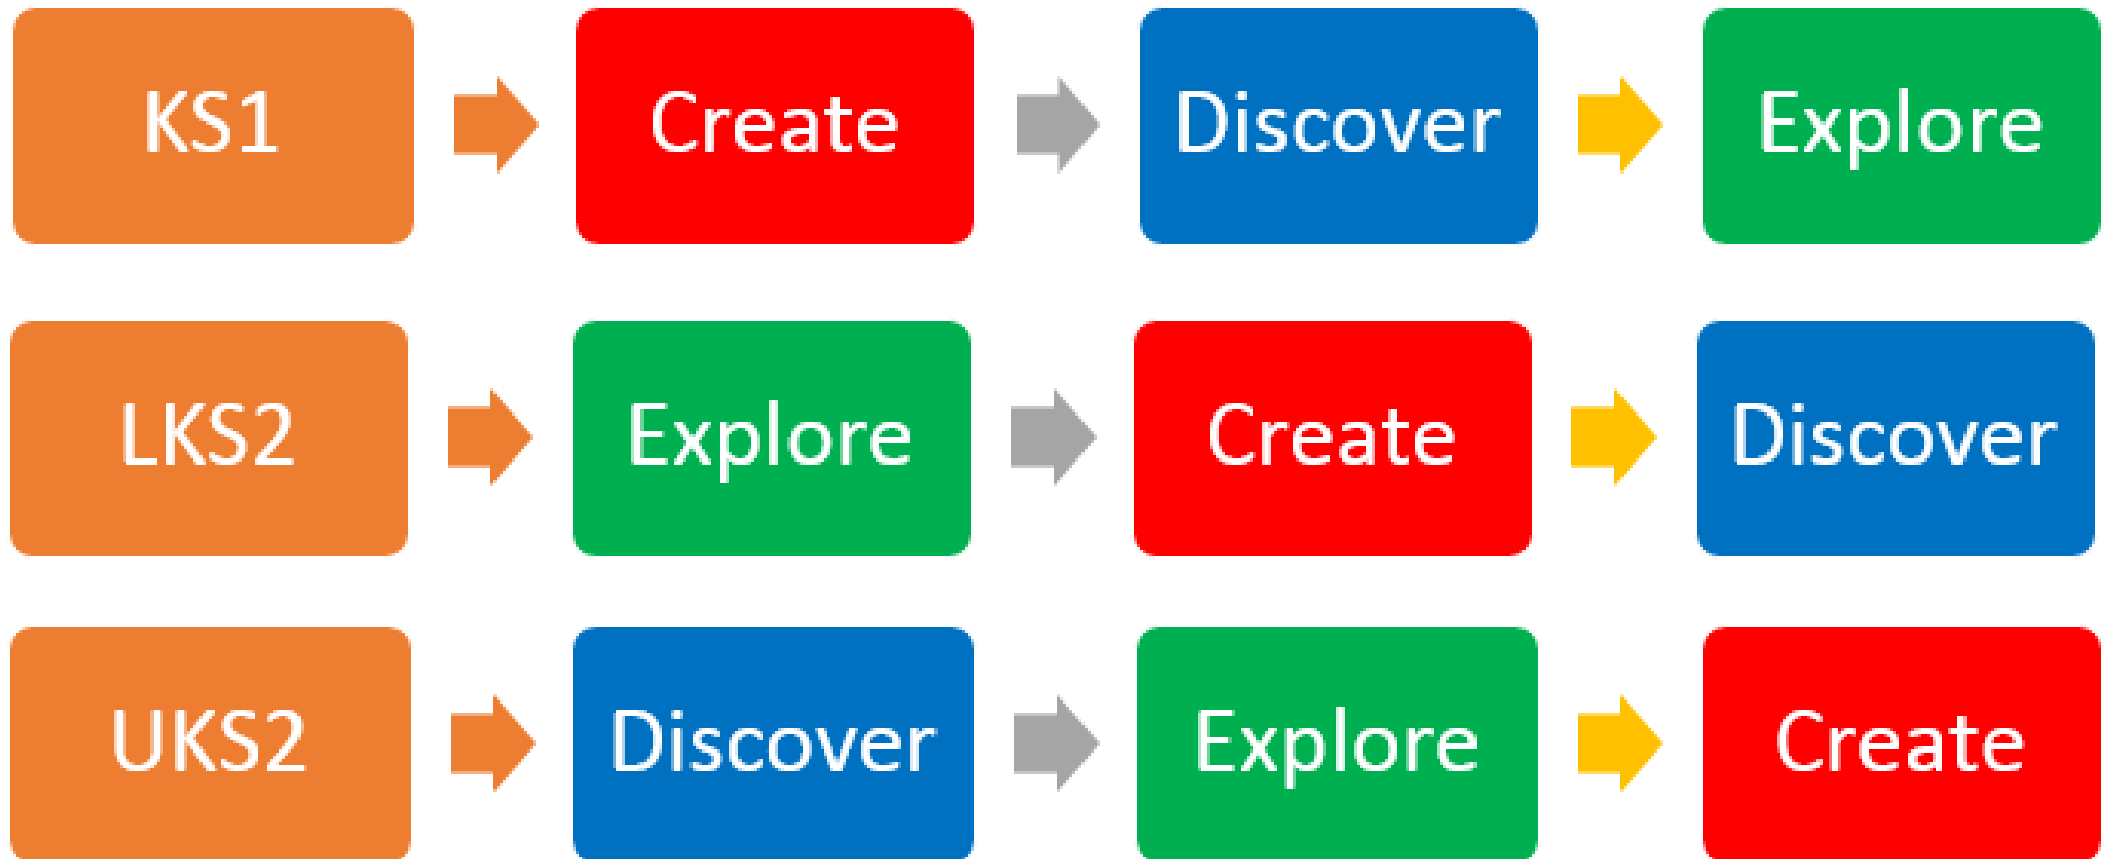 KS1 Create Discover Explore
LKS2 Explore Create Discover
UKS2 Discover Explore Create